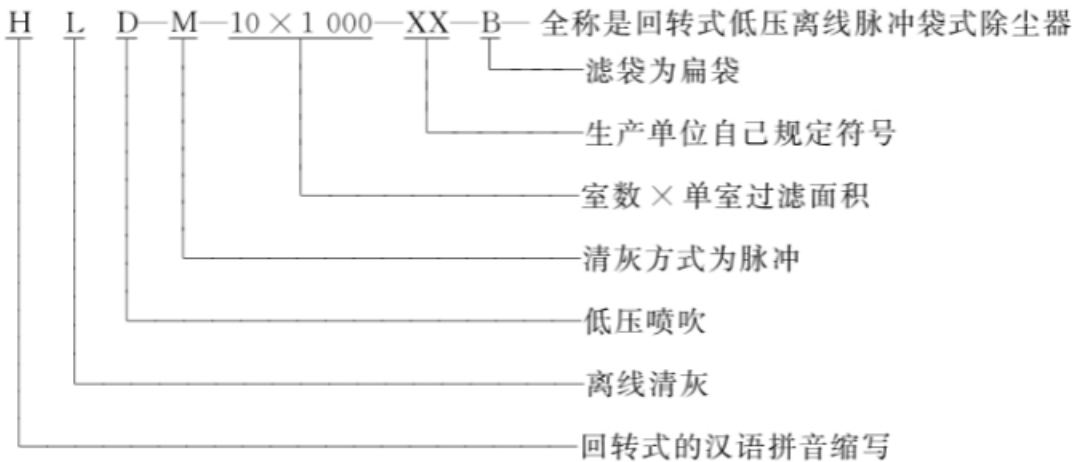 H L D—M—10×1 000—XX—B— 全称是回转式低压离线脉冲袋式除尘器
滤袋为扁袋
生产单位自己规定符号
室数×单室过滤面积
清灰方式为脉冲
低压喷吹
离线清灰
回转式的汉语拼音缩写